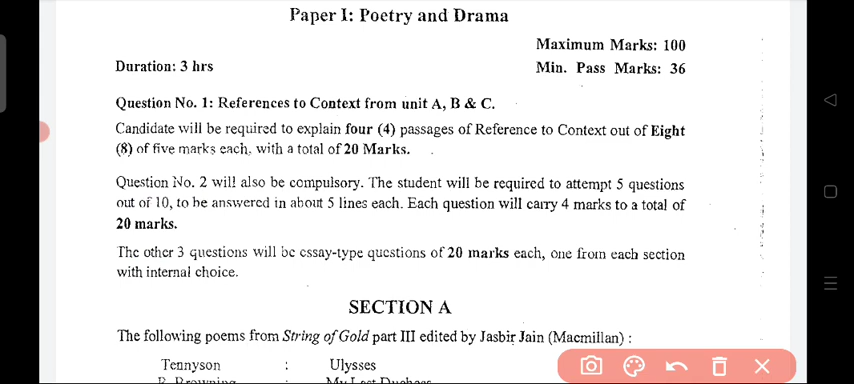 Paper I: Poetry and Drama
Maximum Marks: 100
Duration: 3 hrs
Min. Pass Marks: 36
Question No. 1: References to Context from unit A, B & C.
Candidate will be required to explain four (4) passages of Reference to Context out of Eight
(8) of five marks each, with a total of 20 Marks.
Question No. 2 will also be compulsory. The student will be required to attempt 5 questions
out of 10, to be answered in about 5 lines each. Each question will carry 4 marks to a total of
20 marks.
The other 3 questions will be essay-type questions of 20 marks each, one from each section
with internal choice.
SECTION A
The following poems from String of Gold part III edited by Jasbir Jain (Macmillan) :
Tennyson : Ulysses
R. Browning : My Last Duchess